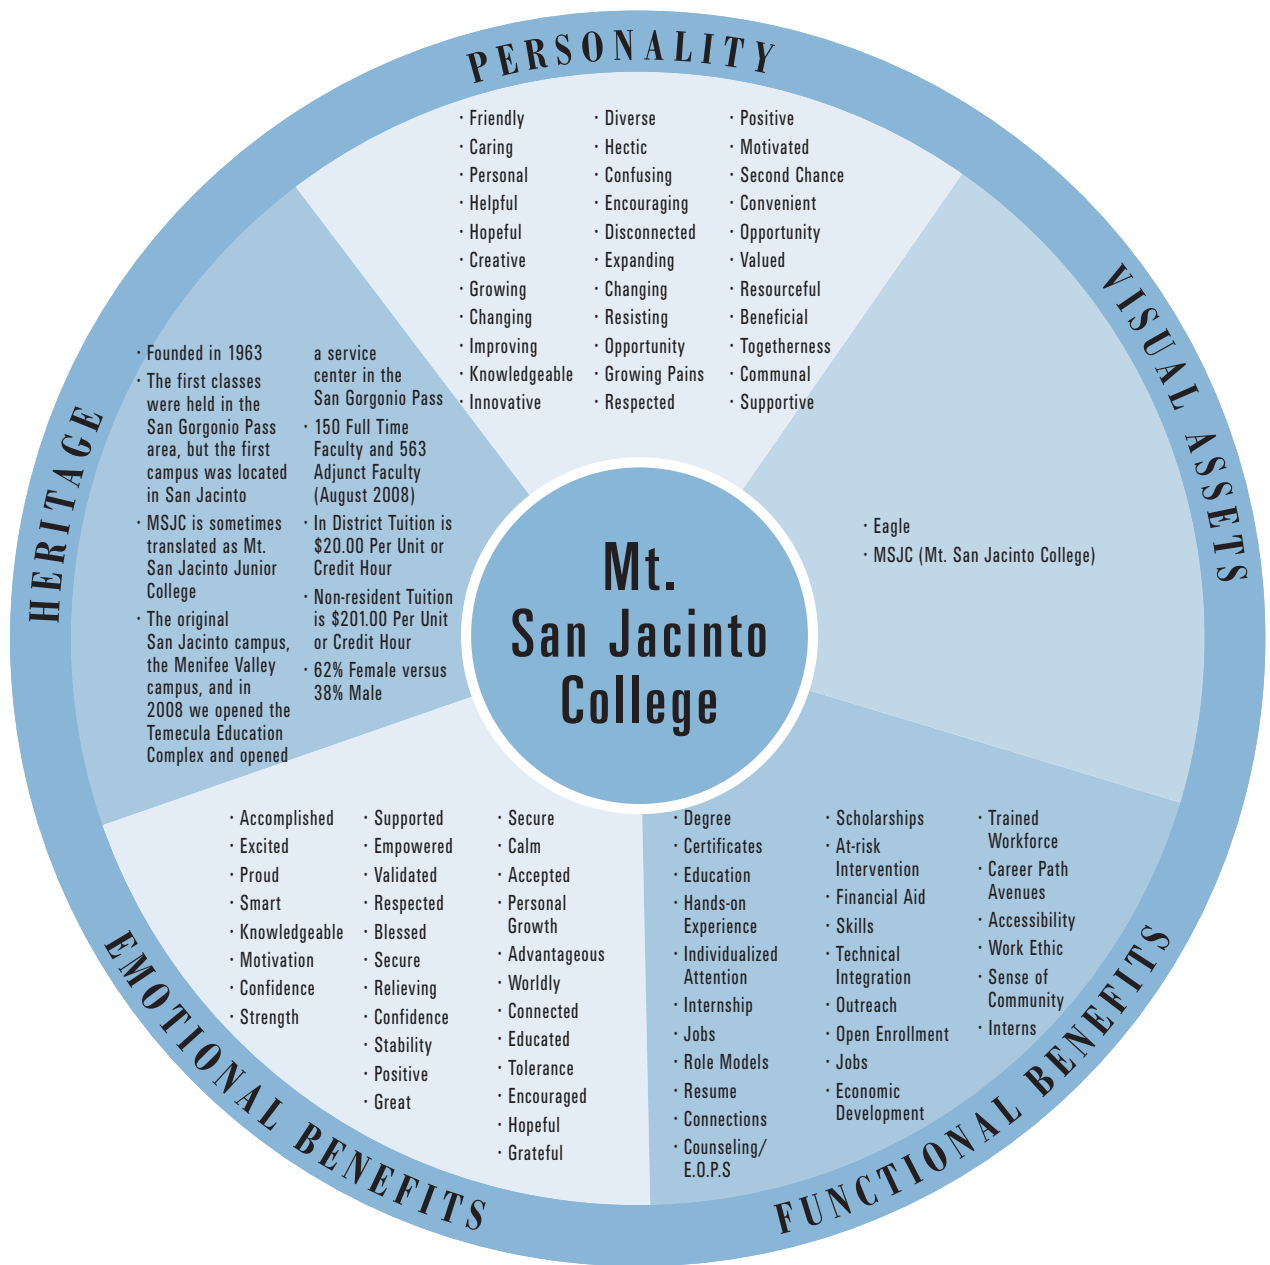 PERSONALITY
· Friendly
· Caring
· Personal
· Helpful
· Hopeful
· Creative
· Growing
· Changing
· Improving
· Knowledgeable
· Innovative
· Diverse
· Hectic
· Confusing
· Encouraging
· Disconnected
· Expanding
· Changing
· Resisting
· Opportunity
· Growing Pains
· Respected
· Positive
· Motivated
· Second Chance
· Convenient
· Opportunity
· Valued
· Resourceful
· Beneficial
· Togetherness
· Communal
· Supportive
VISUAL ASSETS
· Eagle
· MSJC (Mt. San Jacinto College)
HERITAGE
· Founded in 1963
· The first classes
were held in the
San Gorgonio Pass
area, but the first
campus was located
in San Jacinto
· MSJC is sometimes
translated as Mt.
San Jacinto Junior
College
· The original
San Jacinto campus,
the Menifee Valley
campus, and in
2008 we opened the
Temecula Education
Complex and opened
a service
center in the
San Gorgonio Pass
· 150 Full Time
Faculty and 563
Adjunct Faculty
(August 2008)
· In District Tuition is
$20.00 Per Unit or
Credit Hour
· Non-resident Tuition
is $201.00 Per Unit
or Credit Hour
· 62% Female versus
38% Male
Mt.
San Jacinto
College
EMOTIONAL BENEFITS
· Accomplished
· Excited
· Proud
· Smart
· Knowledgeable
· Motivation
· Confidence
· Strength
· Supported
· Empowered
· Validated
· Respected
· Blessed
· Secure
· Relieving
· Confidence
· Stability
· Positive
· Great
· Secure
· Calm
· Accepted
· Personal
Growth
· Advantageous
· Worldly
· Connected
· Educated
· Tolerance
· Encouraged
· Hopeful
· Grateful
FUNCTIONAL BENEFITS
· Degree
· Certificates
· Education
· Hands-on
Experience
· Individualized
Attention
· Internship
· Jobs
· Role Models
· Resume
· Connections
· Counseling/
E.O.P.S
· Scholarships
· At-risk
Intervention
· Financial Aid
· Skills
· Technical
Integration
· Outreach
· Open Enrollment
· Jobs
· Economic
Development
· Trained
Workforce
· Career Path
Avenues
· Accessibility
· Work Ethic
· Sense of
Community
· Interns